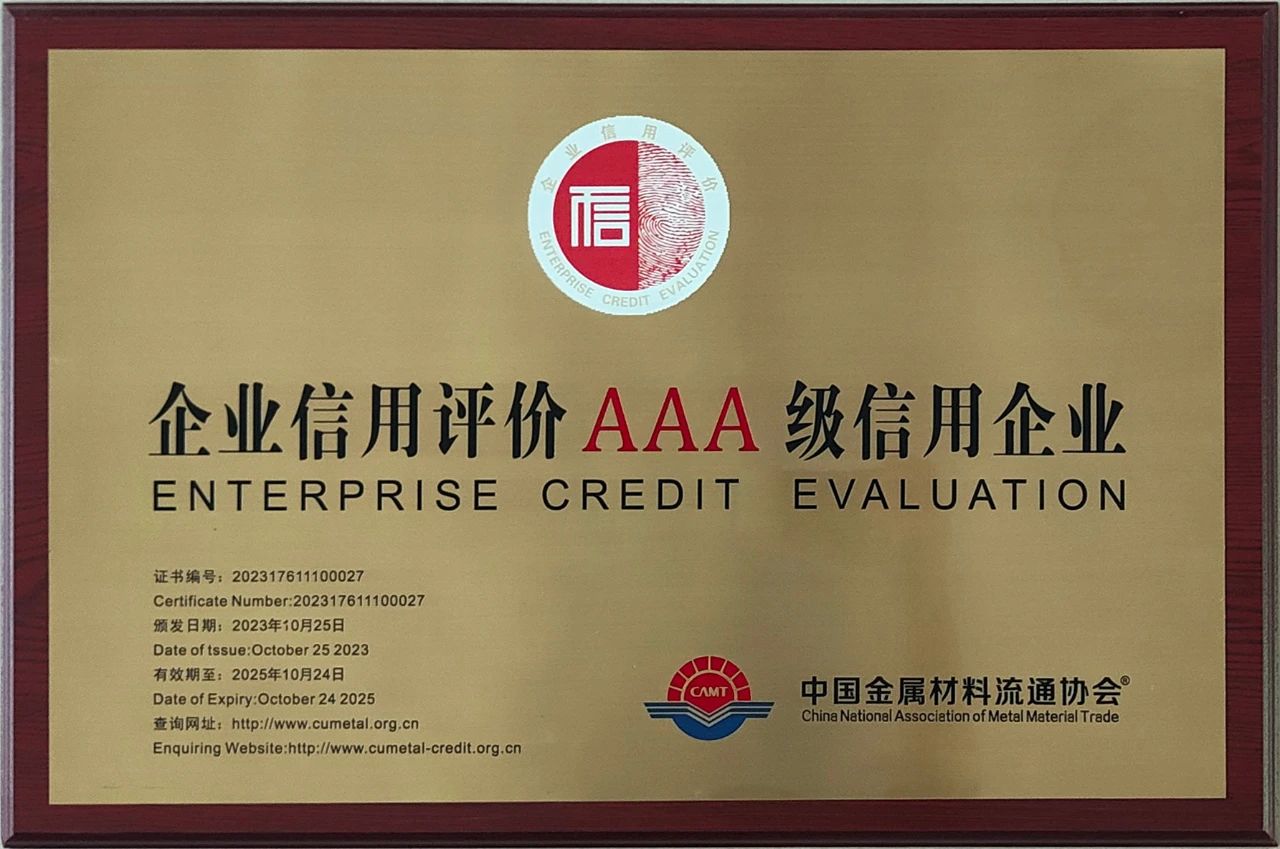 企业信用评价
信
ENTERPRISE CREDIT EVALUATION
企业信用评价AAA级信用企业
ENTERPRISE CREDIT EVALUATION
证书编号：202317611100027
Certificate Number:202317611100027
颁发日期：2023年10月25日
Date of tssue:October 25 2023
有效期至：2025年10月24日
Date of Expiry:October 24 2025
查询网址：http://www.cumetal.org.cn
Enquiring Website:http://www.cumetal-credit.org.cn
CAMT
中国金属材料流通协会®
China National Association of Metal Material Trade